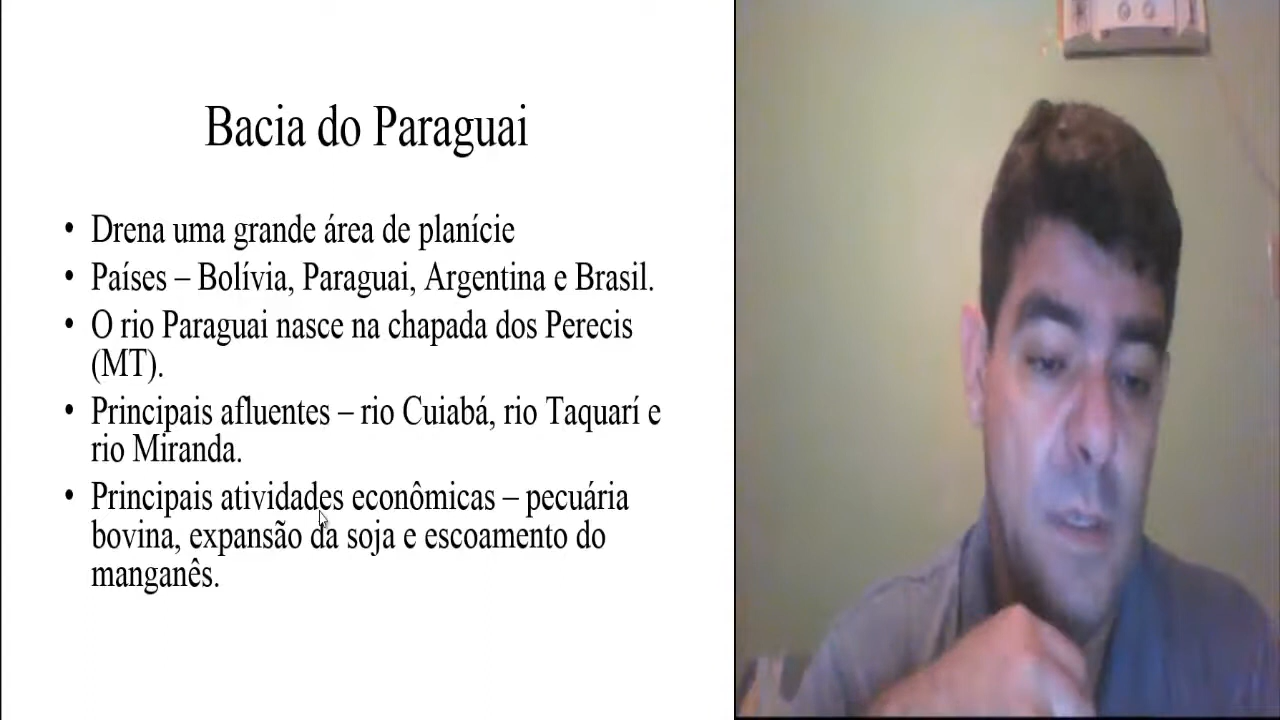 Bacia do Paraguai
• Drena uma grande área de planície
• Países – Bolívia, Paraguai, Argentina e Brasil.
• O rio Paraguai nasce na chapada dos Perecis
(MT).
• Principais afluentes – rio Cuiabá, rio Taquarí e
rio Miranda.
• Principais atividades econômicas – pecuária
bovina, expansão da soja e escoamento do
manganês.